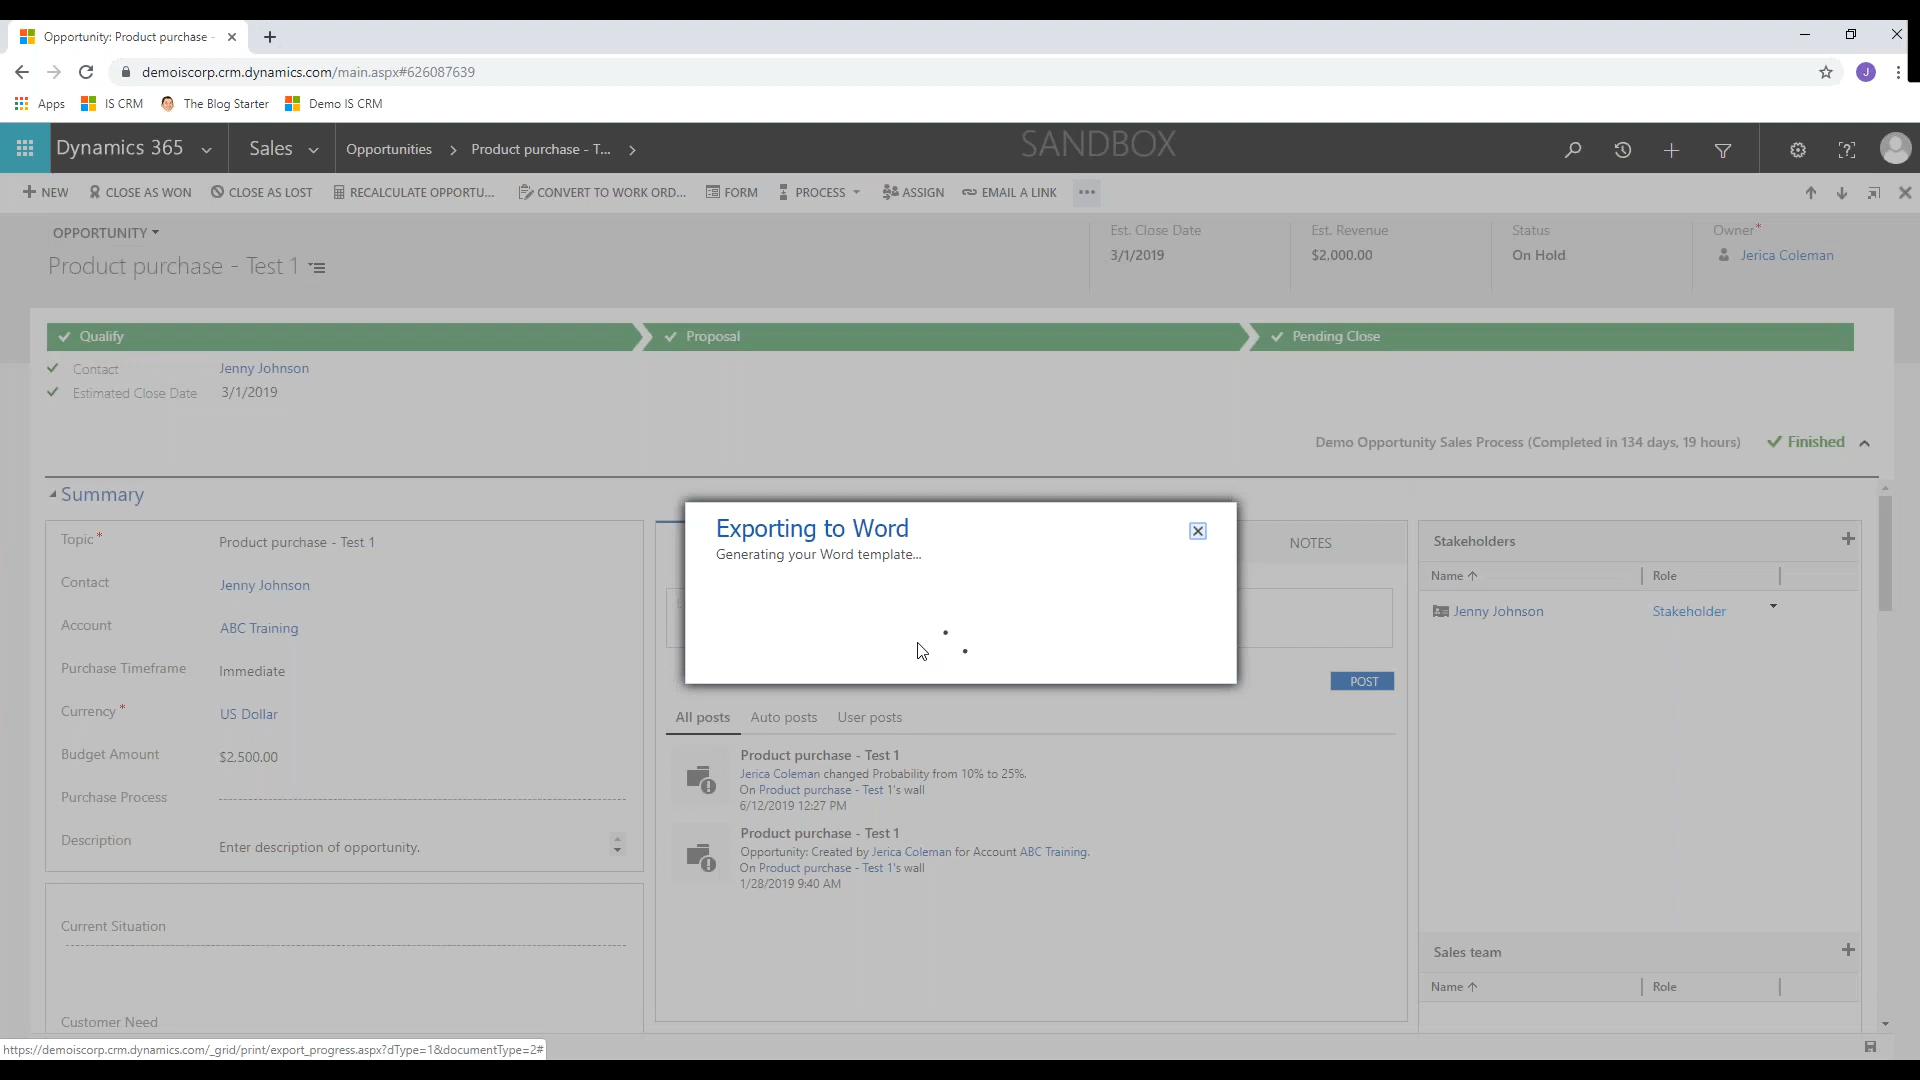 Opportunity: Product purchase -
demoiscorp.crm.dynamics.com/main.aspx#626087639
J
Apps
IS CRM
The Blog Starter
Demo IS CRM
Dynamics 365
Sales
Opportunities
Product purchase - T...
SANDBOX
NEW
CLOSE AS WON
CLOSE AS LOST
RECALCULATE OPPORTU...
CONVERT TO WORK ORD...
FORM
PROCESS
ASSIGN
EMAIL A LINK
OPPORTUNITY
Product purchase - Test 1
Est. Close Date
3/1/2019
Est. Revenue
$2,000.00
Status
On Hold
Owner*
Jerica Coleman
Qualify
Proposal
Pending Close
Contact
Jenny Johnson
Estimated Close Date
3/1/2019
Demo Opportunity Sales Process (Completed in 134 days, 19 hours)
Finished
Summary
Topic*
Product purchase - Test 1
Contact
Jenny Johnson
Account
ABC Training
Purchase Timeframe
Immediate
Currency*
US Dollar
Budget Amount
$2,500.00
Purchase Process
Description
Enter description of opportunity.
Current Situation
Customer Need
Exporting to Word
Generating your Word template...
NOTES
POST
All posts
Auto posts
User posts
Product purchase - Test 1
Jerica Coleman changed Probability from 10% to 25%.
On Product purchase - Test 1's wall
6/12/2019 12:27 PM
Product purchase - Test 1
Opportunity: Created by Jerica Coleman for Account ABC Training.
On Product purchase - Test 1's wall
1/28/2019 9:40 AM
Stakeholders
Name
Role
Jenny Johnson
Stakeholder
Sales team
Name
Role
https://demoiscorp.crm.dynamics.com/_grid/print/export_progress.aspx?dType=1&documentType=2#